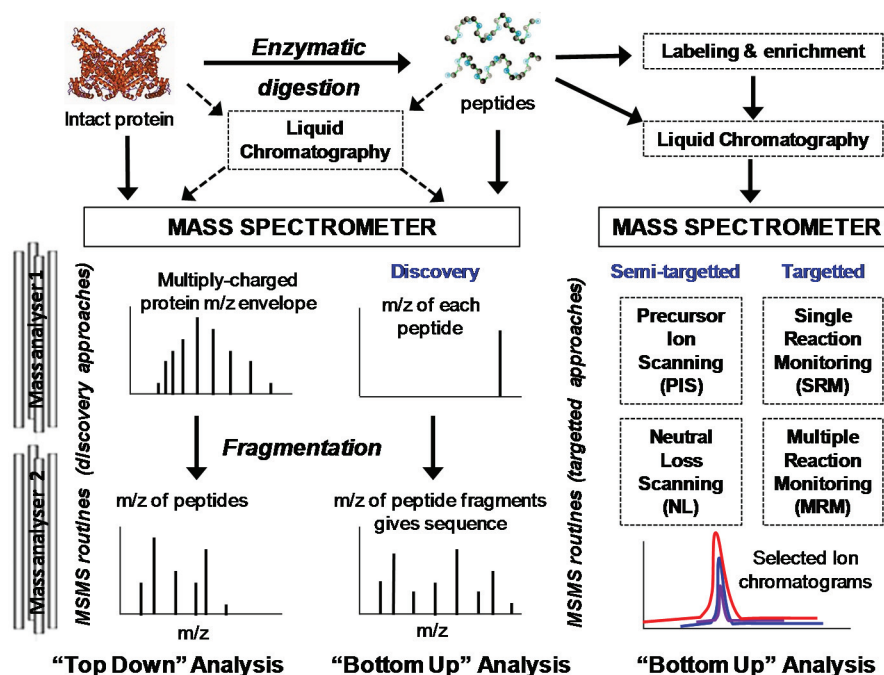 Enzymatic
digestion
Intact protein
peptides
Labeling & enrichment
Liquid
Chromatography
Liquid Chromatography
MASS SPECTROMETER
MASS SPECTROMETER
Mass analyser 1
Mass analyser 2
MSMS routines (discovery approaches)
Multiply-charged
protein m/z envelope
Discovery
m/z of each
peptide
Fragmentation
m/z of peptides
m/z of peptide fragments
gives sequence
m/z
m/z
MSMS routines (targetted approaches)
Semi-targetted
Targetted
Precursor
Ion
Scanning
(PIS)
Single
Reaction
Monitoring
(SRM)
Neutral
Loss
Scanning
(NL)
Multiple
Reaction
Monitoring
(MRM)
Selected Ion
chromatograms
“Top Down” Analysis
“Bottom Up” Analysis
“Bottom Up” Analysis